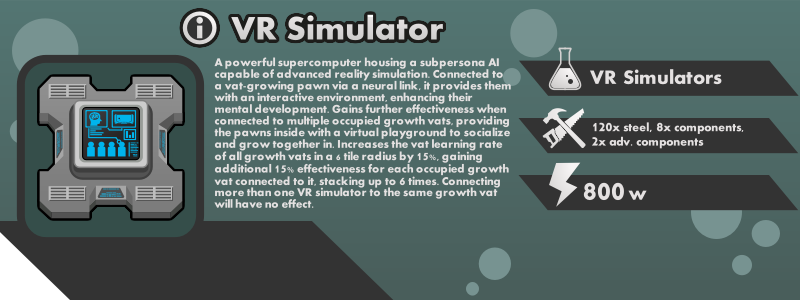 VR Simulator
A powerful supercomputer housing a subpersona AI
capable of advanced reality simulation. Connected to
a vat-growing pawn via a neural link, it provides them
with an interactive environment, enhancing their
mental development. Gains further effectiveness when
connected to multiple occupied growth vats, providing
the pawns inside with a virtual playground to socialize
and grow together in. Increases the vat learning rate
of all growth vats in a 6 tile radius by 15%, gaining
additional 15% effectiveness for each occupied growth
vat connected to it, stacking up to 6 times. Connecting
more than one VR simulator to the same growth vat
will have no effect.
VR Simulators
120x steel, 8x components,
2x adv. components
800 w